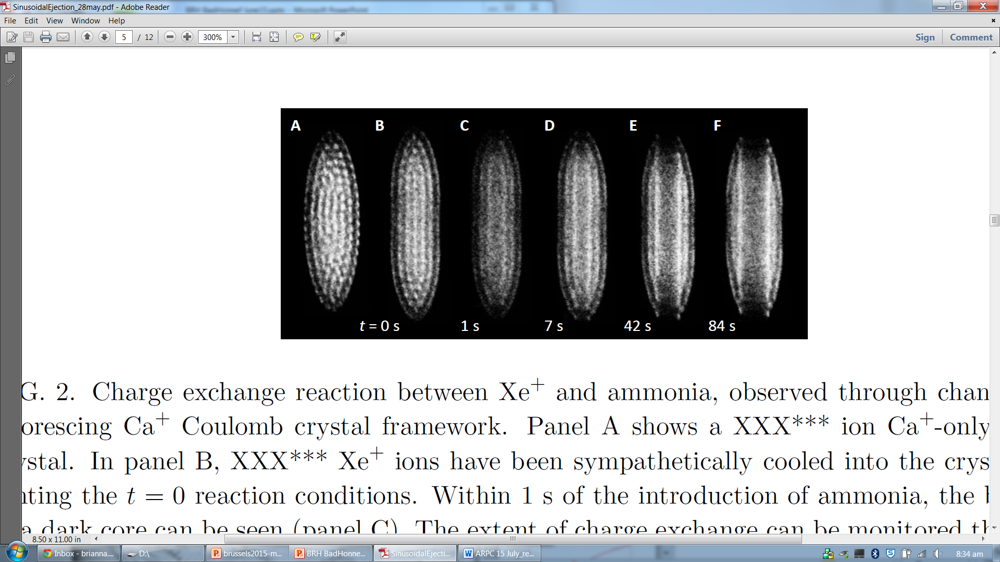 SinusoidalEjection_28may.pdf - Adobe Reader
File Edit View Window Help
5 / 12 300% Sign Comment
A B C D E F
t = 0 s 1 s 7 s 42 s 84 s
G. 2. Charge exchange reaction between Xe⁺ and ammonia, observed through chan
orescing Ca⁺ Coulomb crystal framework. Panel A shows a XXX*** ion Ca⁺-only
ystal. In panel B, XXX*** Xe⁺ ions have been sympathetically cooled into the crys
nting the t = 0 reaction conditions. Within 1 s of the introduction of ammonia, the b
a dark core can be seen (panel C). The extent of charge exchange can be monitored th
8.50 x 11.00 in
Inbox - brianna.... D:\ brussels2015-m... BRH BadHonne... SinusoidalEjecti... ARPC 15 July_re... 8:34 am